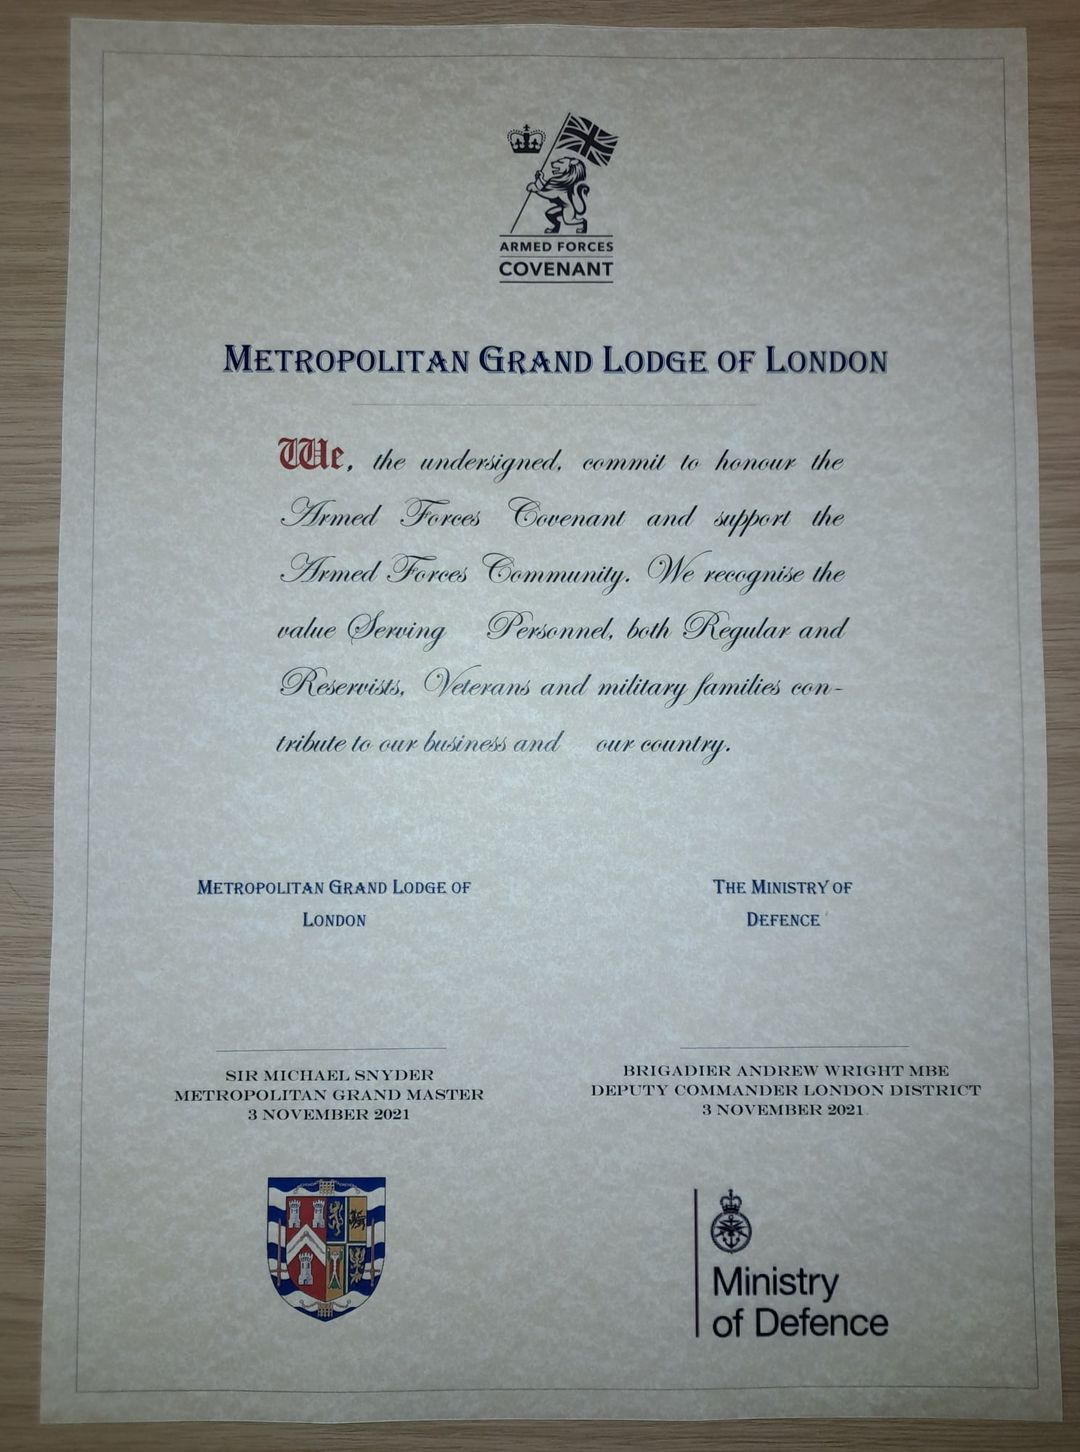 ARMED FORCES
COVENANT
METROPOLITAN GRAND LODGE OF LONDON
We, the undersigned, commit to honour the
Armed Forces Covenant and support the
Armed Forces Community. We recognise the
value Serving Personnel, both Regular and
Reservists, Veterans and military families con-
tribute to our business and our country.
METROPOLITAN GRAND LODGE OF
LONDON
THE MINISTRY OF
DEFENCE
SIR MICHAEL SNYDER
METROPOLITAN GRAND MASTER
3 NOVEMBER 2021
BRIGADIER ANDREW WRIGHT MBE
DEPUTY COMMANDER LONDON DISTRICT
3 NOVEMBER 2021
Ministry
of Defence